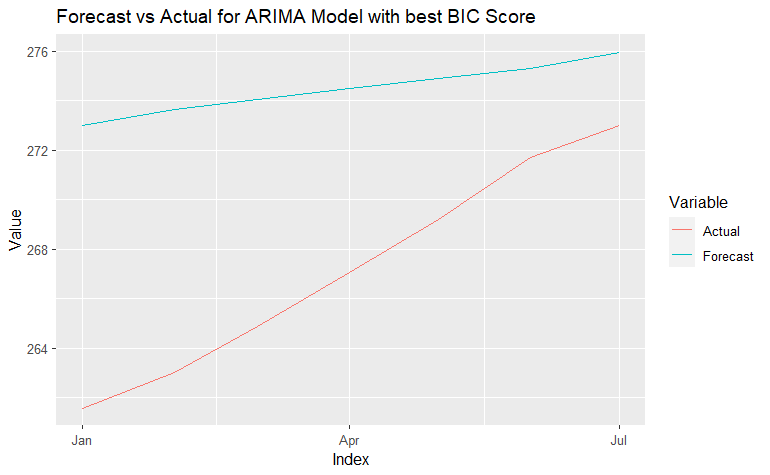 Forecast vs Actual for ARIMA Model with best BIC Score
276
272
268
264
Value
Jan
Apr
Jul
Index
Variable
Actual
Forecast